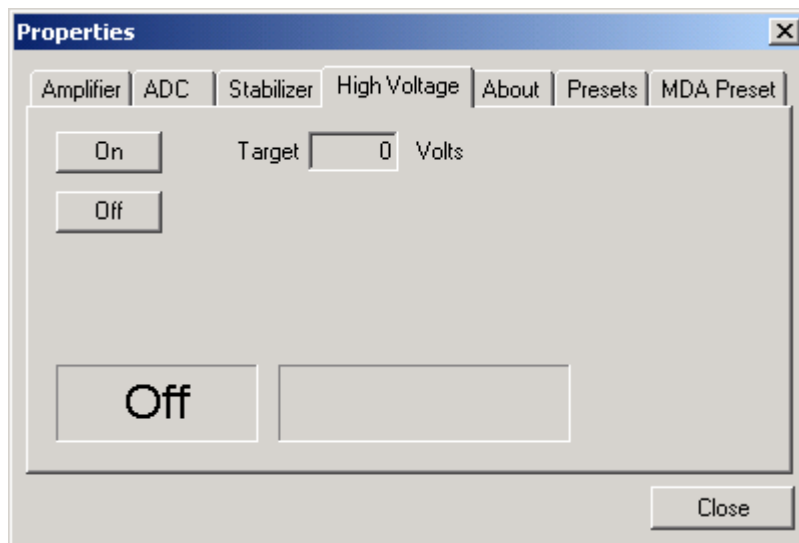 Properties
Amplifier ADC Stabilizer High Voltage About Presets MDA Preset
On Target 0 Volts
Off
Off
Close